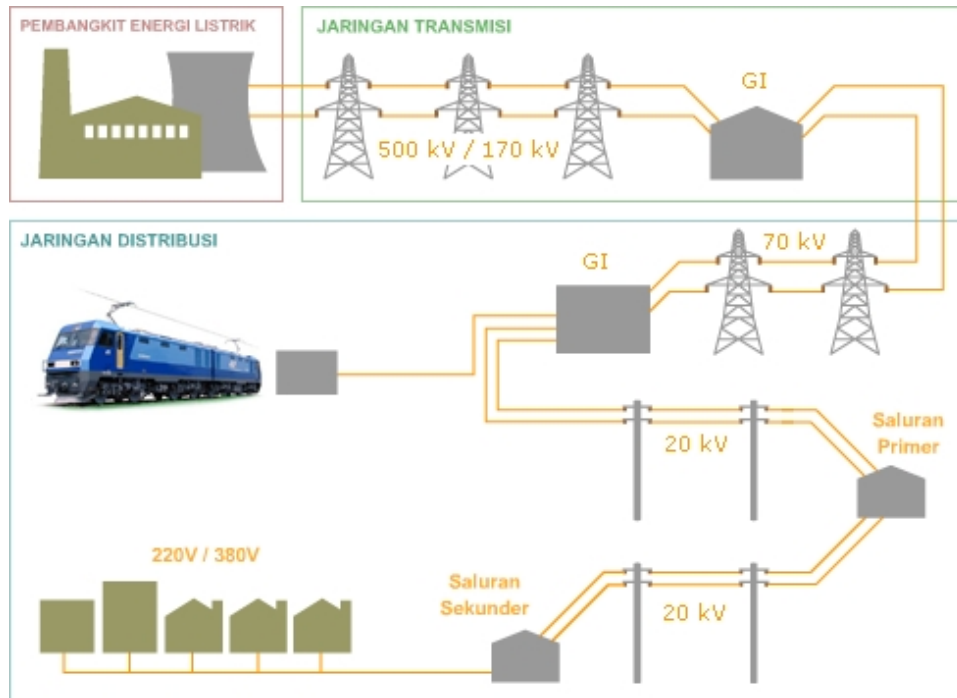 PEMBANGKIT ENERGI LISTRIK
JARINGAN TRANSMISI
GI
500 kV / 170 kV
JARINGAN DISTRIBUSI
70 kV
GI
20 kV
Saluran
Primer
220V / 380V
Saluran
Sekunder
20 kV